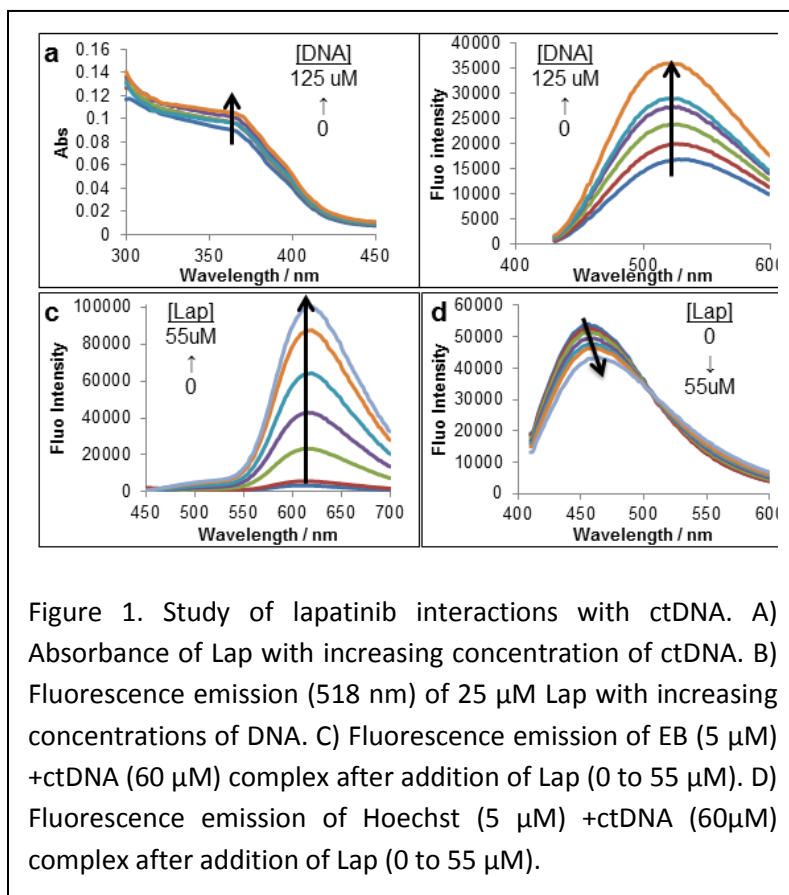 a
0.16
0.14
0.12
0.1
0.08
0.06
0.04
0.02
0
Abs
[DNA]
125 uM
↑
0
300 350 400 450
Wavelength / nm
40000
35000
30000
25000
20000
15000
10000
5000
0
Fluo intensity
[DNA]
125 uM
↑
0
400 500 600
Wavelength / nm
c
100000
80000
60000
40000
20000
0
Fluo Intensity
[Lap]
55uM
↑
0
450 500 550 600 650 700
Wavelength / nm
d
60000
50000
40000
30000
20000
10000
0
Fluo Intensity
[Lap]
0
↓
55uM
400 450 500 550 600
Wavelength / nm
Figure 1. Study of lapatinib interactions with ctDNA. A)
Absorbance of Lap with increasing concentration of ctDNA. B)
Fluorescence emission (518 nm) of 25 µM Lap with increasing
concentrations of DNA. C) Fluorescence emission of EB (5 µM)
+ctDNA (60 µM) complex after addition of Lap (0 to 55 µM). D)
Fluorescence emission of Hoechst (5 µM) +ctDNA (60µM)
complex after addition of Lap (0 to 55 µM).